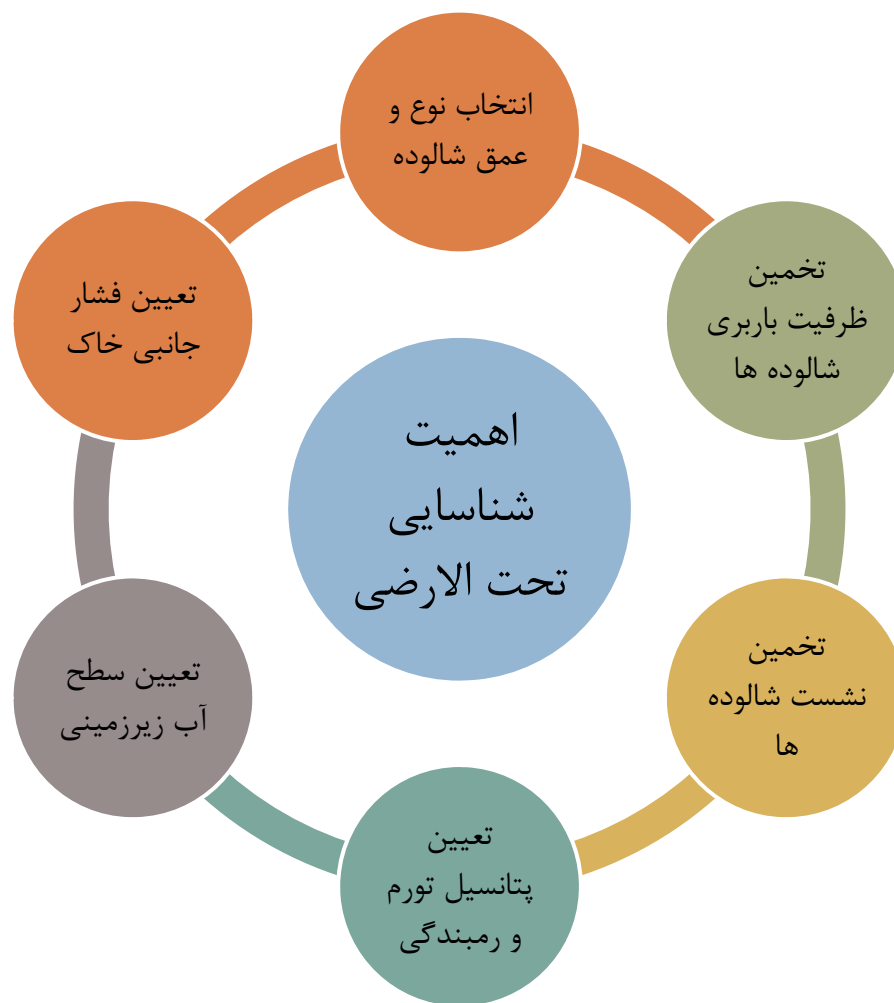 انتخاب نوع و
عمق شالوده
تخمین
ظرفیت باربری
شالوده ها
تخمین
نشست شالوده
ها
تعیین
پتانسیل تورم
و رمبندگی
تعیین سطح
آب زیرزمینی
تعیین فشار
جانبی خاک
اهمیت
شناسایی
تحت الارضی